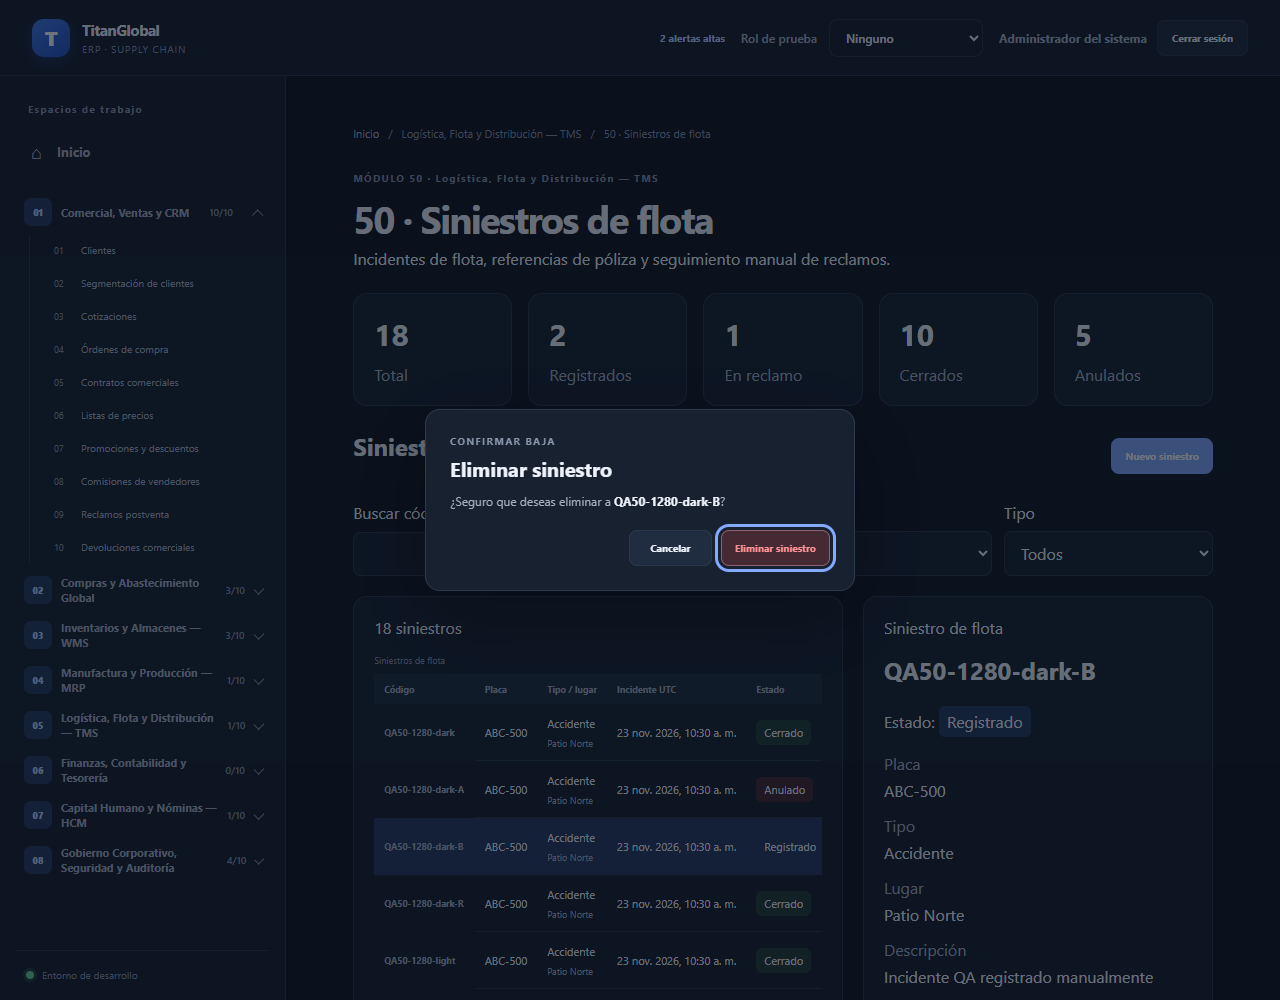 T
TitanGlobal
ERP · SUPPLY CHAIN
2 alertas altas
Rol de prueba
Ninguno
Administrador del sistema
Cerrar sesión
Espacios de trabajo
Inicio
01 Comercial, Ventas y CRM 10/10
01 Clientes
02 Segmentación de clientes
03 Cotizaciones
04 Órdenes de compra
05 Contratos comerciales
06 Listas de precios
07 Promociones y descuentos
08 Comisiones de vendedores
09 Reclamos postventa
10 Devoluciones comerciales
02 Compras y Abastecimiento
Global 3/10
03 Inventarios y Almacenes —
WMS 3/10
04 Manufactura y Producción —
MRP 1/10
05 Logística, Flota y Distribución
— TMS 1/10
06 Finanzas, Contabilidad y
Tesorería 0/10
07 Capital Humano y Nóminas —
HCM 1/10
08 Gobierno Corporativo,
Seguridad y Auditoría 4/10
Entorno de desarrollo
Inicio / Logística, Flota y Distribución — TMS / 50 · Siniestros de flota
MÓDULO 50 · Logística, Flota y Distribución — TMS
50 · Siniestros de flota
Incidentes de flota, referencias de póliza y seguimiento manual de reclamos.
18
Total
2
Registrados
1
En reclamo
10
Cerrados
5
Anulados
Siniest
Nuevo siniestro
Buscar cód
Tipo
Todos
CONFIRMAR BAJA
Eliminar siniestro
¿Seguro que deseas eliminar a QA50-1280-dark-B?
Cancelar
Eliminar siniestro
18 siniestros
Siniestros de flota
Código Placa Tipo / lugar Incidente UTC Estado
QA50-1280-dark ABC-500 Accidente 23 nov. 2026, 10:30 a. m. Cerrado
Patio Norte
QA50-1280-dark-A ABC-500 Accidente 23 nov. 2026, 10:30 a. m. Anulado
Patio Norte
QA50-1280-dark-B ABC-500 Accidente 23 nov. 2026, 10:30 a. m. Registrado
Patio Norte
QA50-1280-dark-R ABC-500 Accidente 23 nov. 2026, 10:30 a. m. Cerrado
Patio Norte
QA50-1280-light ABC-500 Accidente 23 nov. 2026, 10:30 a. m. Cerrado
Patio Norte
Siniestro de flota
QA50-1280-dark-B
Estado: Registrado
Placa
ABC-500
Tipo
Accidente
Lugar
Patio Norte
Descripción
Incidente QA registrado manualmente